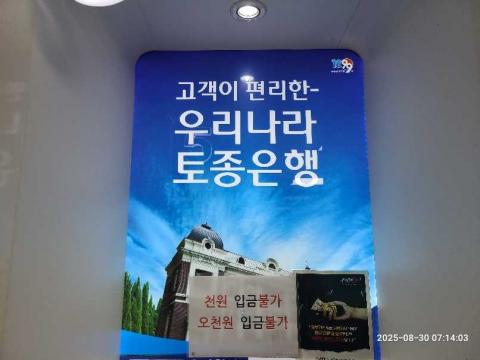 고객이 편리한-
우리나라
토종은행
천원 입금불가
오천원 입금불가
2025-08-30 07:14:03